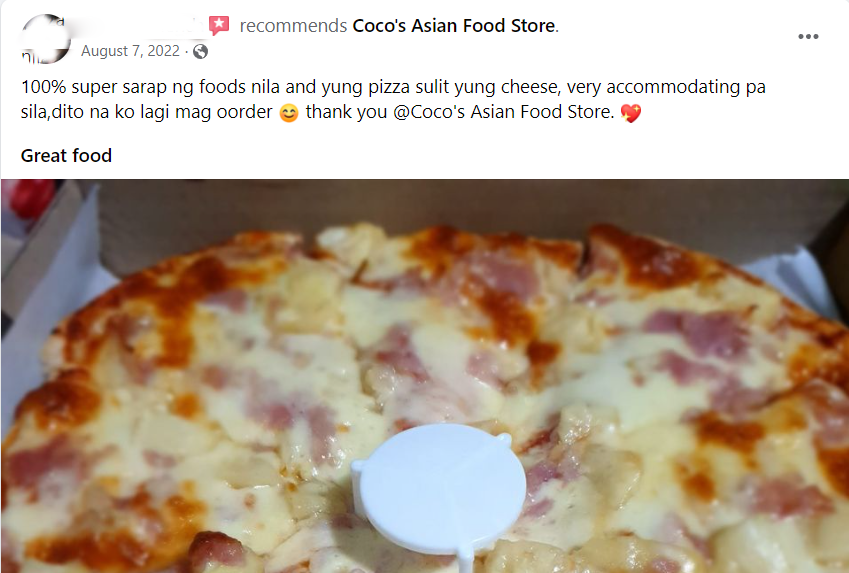 recommends Coco's Asian Food Store.
August 7, 2022 ·
100% super sarap ng foods nila and yung pizza sulit yung cheese, very accommodating pa
sila,dito na ko lagi mag oorder 😊 thank you @Coco's Asian Food Store. 💖
Great food